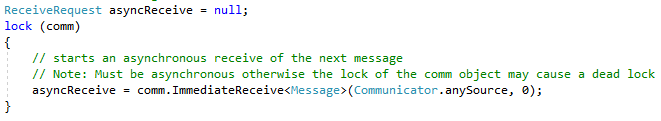 ReceiveRequest asyncReceive = null;
lock (comm)
{
// starts an asynchronous receive of the next message
// Note: Must be asynchronous otherwise the lock of the comm object may cause a dead lock
asyncReceive = comm.ImmediateReceive<Message>(Communicator.anySource, 0);
}